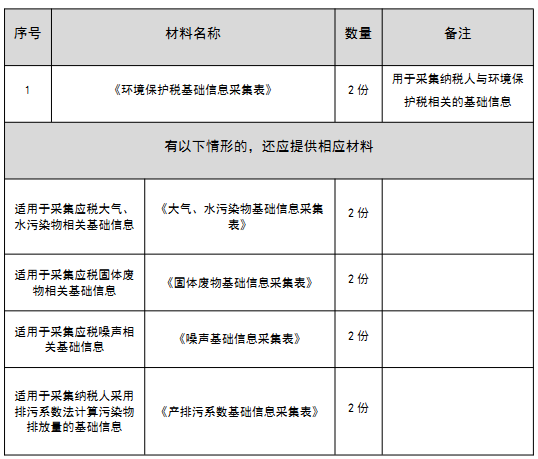 序号 材料名称 数量 备注
1 《环境保护税基础信息采集表》 2 份 用于采集纳税人与环境保
护税相关的基础信息
有以下情形的，还应提供相应材料
适用于采集应税大气、
水污染物相关基础信息
《大气、水污染物基础信息采集
表》
2 份
适用于采集应税固体废
物相关基础信息
《固体废物基础信息采集表》
2 份
适用于采集应税噪声相
关基础信息
《噪声基础信息采集表》
2 份
适用于采集纳税人采用
排污系数法计算污染物
排放量的基础信息
《产排污系数基础信息采集表》
2 份